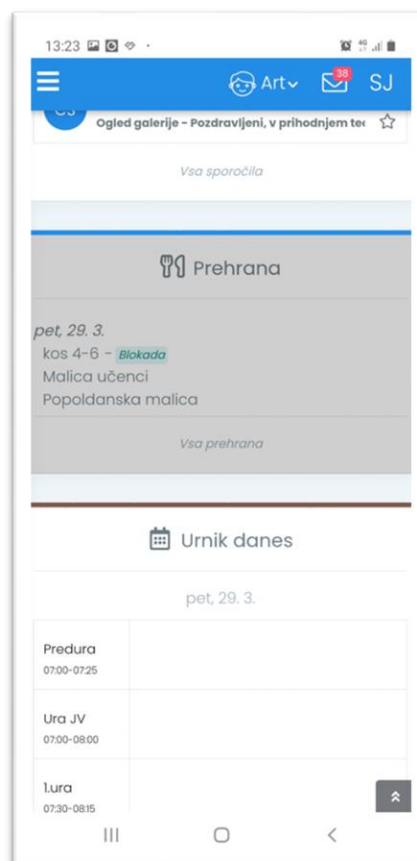 13:23
Art
38
SJ
Ogled galerije - Pozdravljeni, v prihodnjem
Vsa sporočila
Prehrana
pet, 29. 3.
kos 4-6 - Blokada
Malica učenci
Popoldanska malica
Vsa prehrana
Urnik danes
pet, 29. 3.
Predura
07:00-07:25
Ura JV
07:00-08:00
1.ura
07:30-08:15